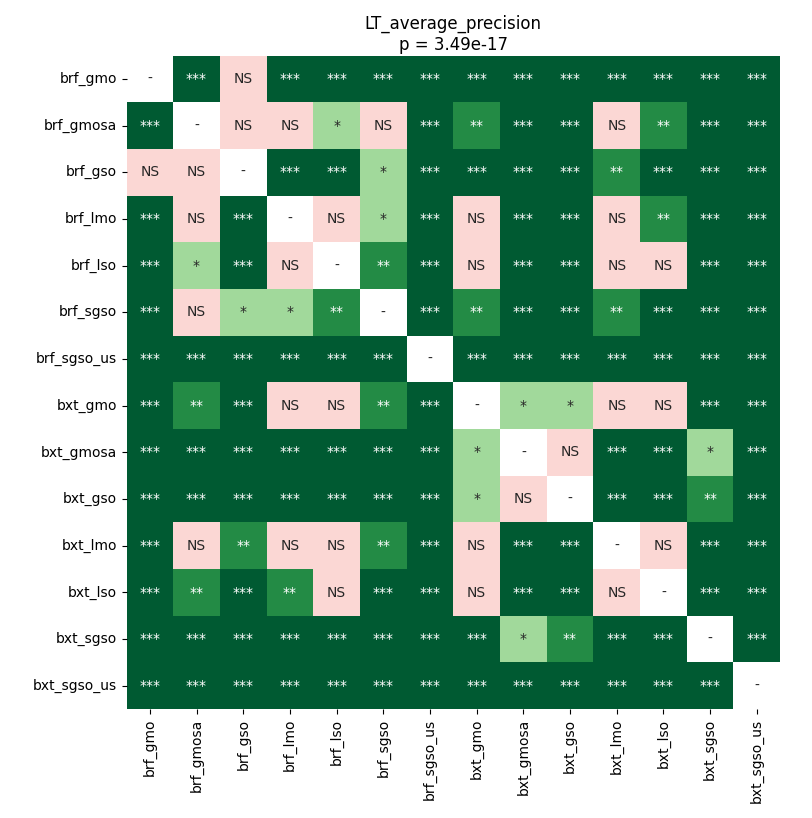 LT_average_precision
p = 3.49e-17
brf_gmo - *** NS *** *** *** *** *** *** *** *** *** *** ***
brf_gmosa *** - NS NS * NS *** ** *** *** NS ** *** ***
brf_gso NS NS - *** *** * *** *** *** *** ** *** *** ***
brf_lmo *** NS *** - NS * *** NS *** *** NS ** *** ***
brf_lso *** * *** NS - ** *** NS *** *** NS NS *** ***
brf_sgso *** NS * * ** - *** ** *** *** ** *** *** ***
brf_sgso_us *** *** *** *** *** *** - *** *** *** *** *** *** ***
bxt_gmo *** ** *** NS NS ** *** - * * NS NS *** ***
bxt_gmosa *** *** *** *** *** *** *** * - NS *** *** * ***
bxt_gso *** *** *** *** *** *** *** * NS - *** *** ** ***
bxt_lmo *** NS ** NS NS ** *** NS *** *** - NS *** ***
bxt_lso *** ** *** ** NS *** *** NS *** *** NS - *** ***
bxt_sgso *** *** *** *** *** *** *** *** * ** *** *** - ***
bxt_sgso_us *** *** *** *** *** *** *** *** *** *** *** *** *** -
brf_gmo brf_gmosa brf_gso brf_lmo brf_lso brf_sgso brf_sgso_us bxt_gmo bxt_gmosa bxt_gso bxt_lmo bxt_lso bxt_sgso bxt_sgso_us